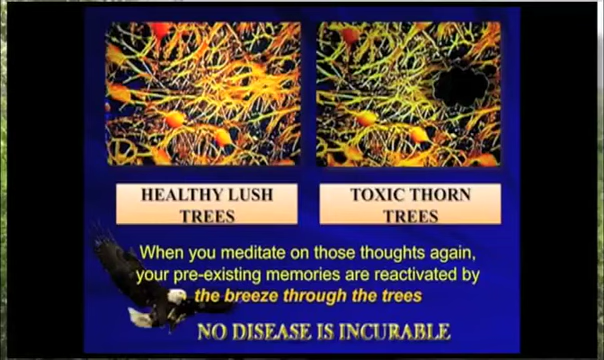 HEALTHY LUSH
TREES
TOXIC THORN
TREES
When you meditate on those thoughts again,
your pre-existing memories are reactivated by
the breeze through the trees
NO DISEASE IS INCURABLE